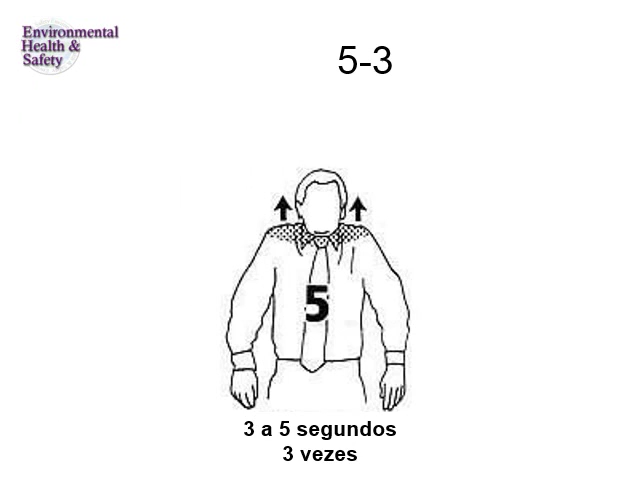 Environmental
Health &
Safety
5-3
5
3 a 5 segundos
3 vezes